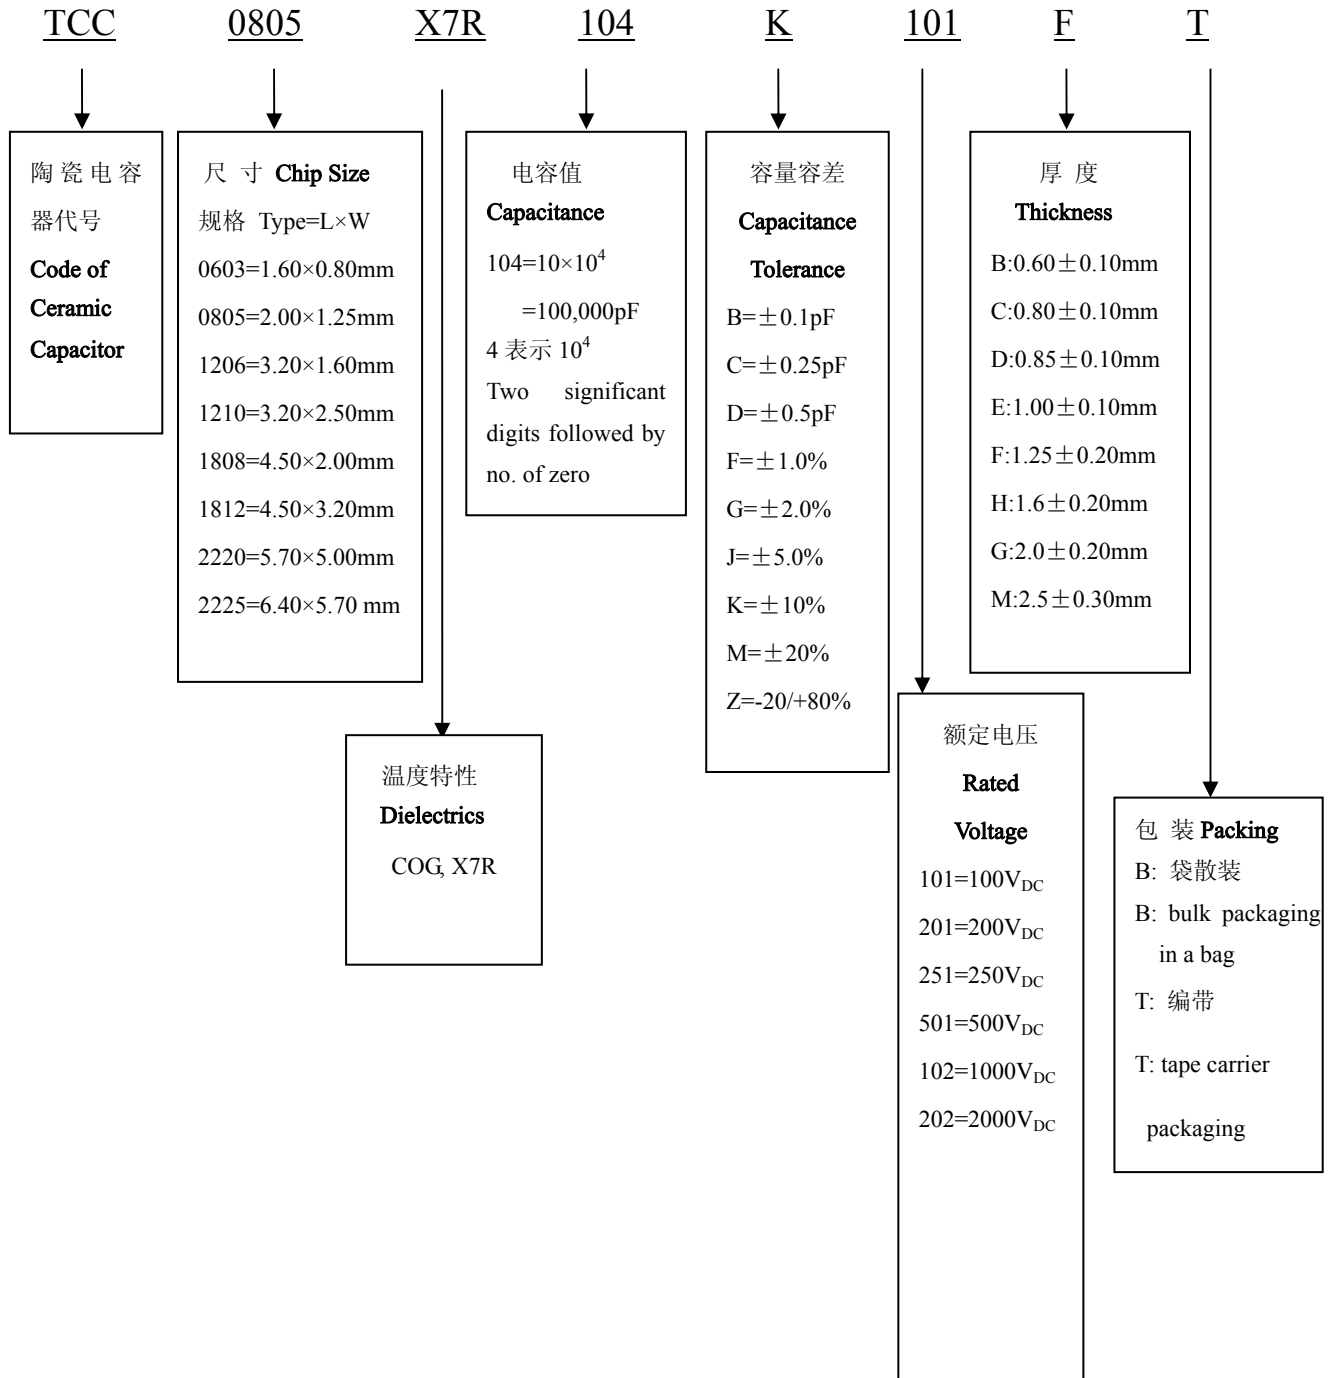 TCC 0805 X7R 104 K 101 F T
陶瓷电容
器代号
Code of
Ceramic
Capacitor
尺 寸 Chip Size
规格 Type=L×W
0603=1.60×0.80mm
0805=2.00×1.25mm
1206=3.20×1.60mm
1210=3.20×2.50mm
1808=4.50×2.00mm
1812=4.50×3.20mm
2220=5.70×5.00mm
2225=6.40×5.70 mm
温度特性
Dielectrics
COG, X7R
电容值
Capacitance
104=10×10⁴
=100,000pF
4 表示 10⁴
Two significant
digits followed by
no. of zero
容量容差
Capacitance
Tolerance
B=±0.1pF
C=±0.25pF
D=±0.5pF
F=±1.0%
G=±2.0%
J=±5.0%
K=±10%
M=±20%
Z=-20/+80%
额定电压
Rated
Voltage
101=100V_DC
201=200V_DC
251=250V_DC
501=500V_DC
102=1000V_DC
202=2000V_DC
厚 度
Thickness
B:0.60±0.10mm
C:0.80±0.10mm
D:0.85±0.10mm
E:1.00±0.10mm
F:1.25±0.20mm
H:1.6±0.20mm
G:2.0±0.20mm
M:2.5±0.30mm
包 装 Packing
B: 袋散装
B: bulk packaging
in a bag
T: 编带
T: tape carrier
packaging